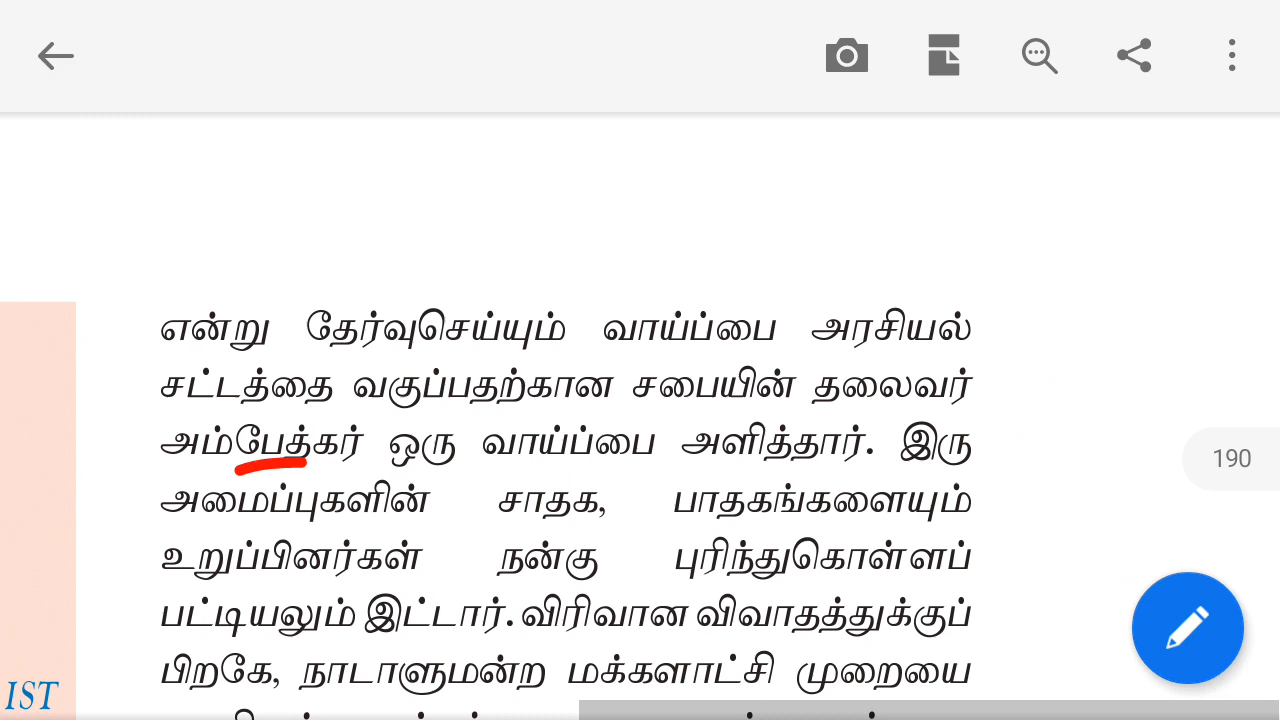 190
என்று தேர்வுசெய்யும் வாய்ப்பை அரசியல்
சட்டத்தை வகுப்பதற்கான சபையின் தலைவர்
அம்பேத்கர் ஒரு வாய்ப்பை அளித்தார். இரு
அமைப்புகளின் சாதக, பாதகங்களையும்
உறுப்பினர்கள் நன்கு புரிந்துகொள்ளப்
பட்டியலும் இட்டார். விரிவான விவாதத்துக்குப்
பிறகே, நாடாளுமன்ற மக்களாட்சி முறையை
IST